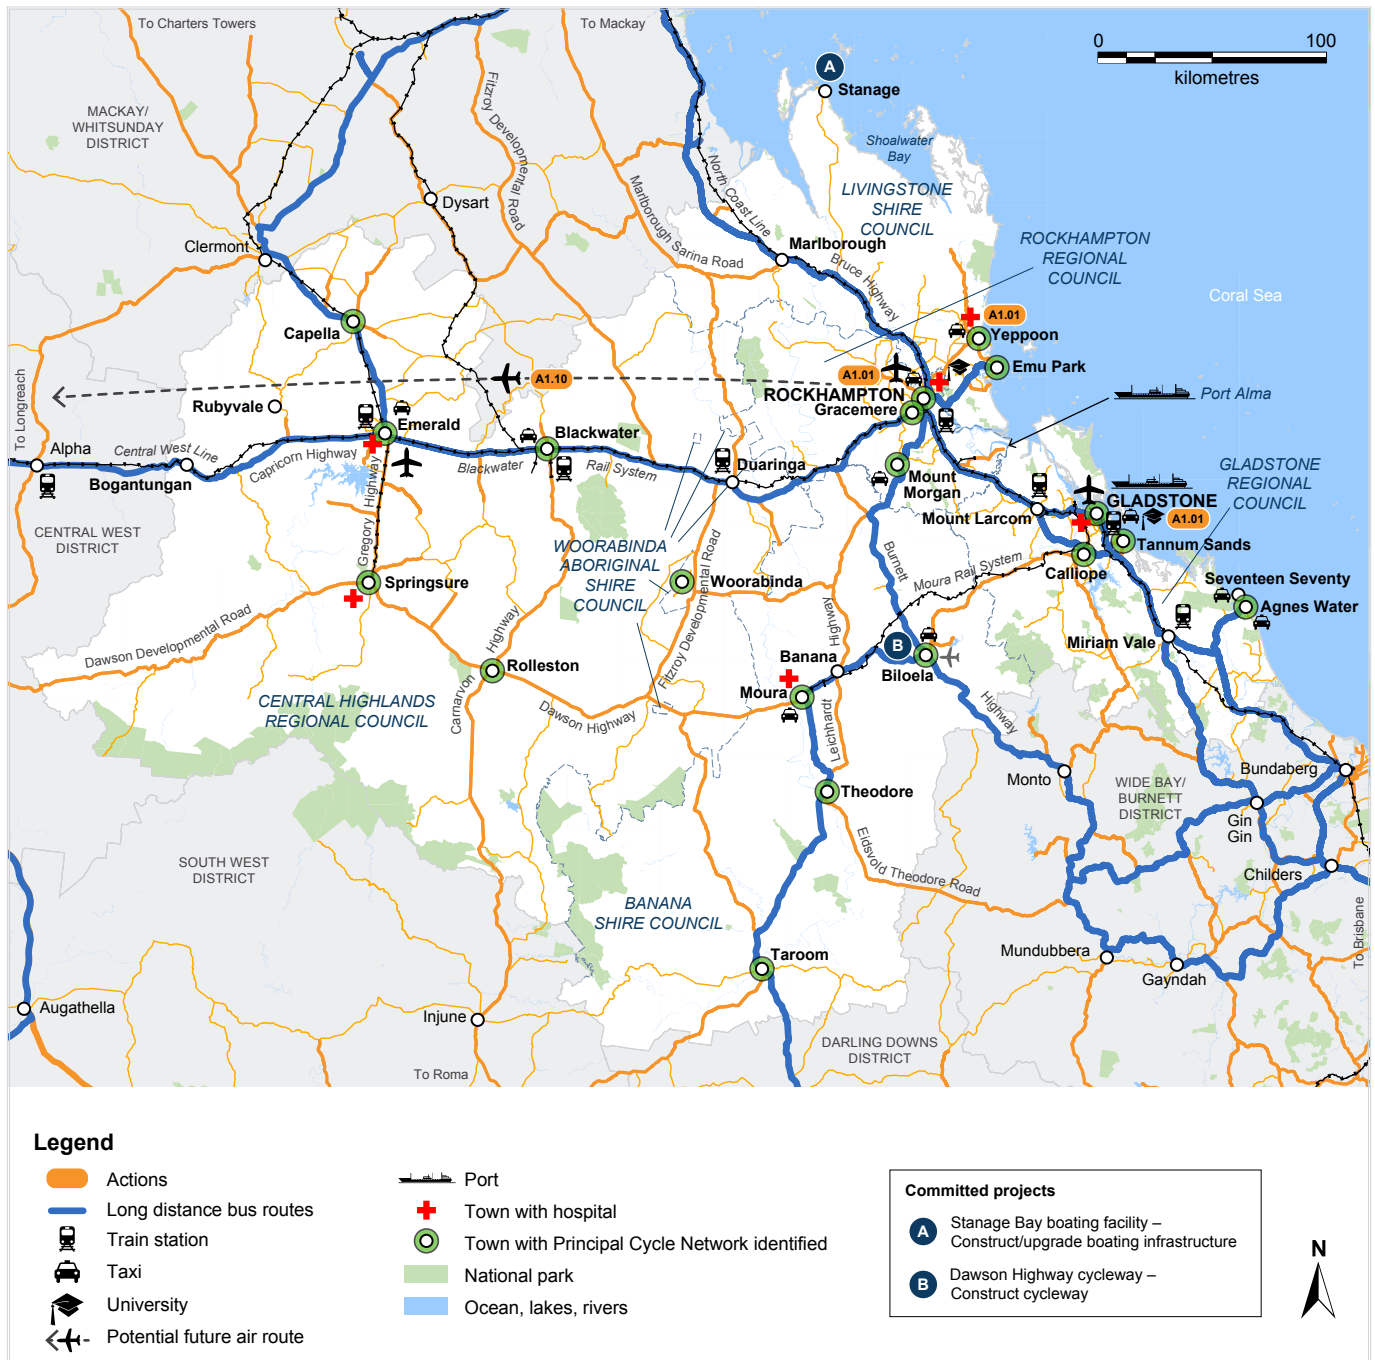 To Charters Towers
To Mackay
0
100
kilometres
A
Stanage
Fitzroy Developmental Road
MACKAY/
WHITSUNDAY
DISTRICT
Shoalwater
Bay
North Coast Line
LIVINGSTONE
SHIRE
COUNCIL
Dysart
Marlborough Sarina Road
Clermont
Marlborough
Bruce Highway
ROCKHAMPTON
REGIONAL
COUNCIL
Coral Sea
A1.01
Capella
Yeppoon
To Longreach
A1.10
A1.01
Emu Park
Rubyvale
ROCKHAMPTON
Gracemere
Port Alma
Emerald
Blackwater
Alpha
Central West Line
Capricorn Highway
Blackwater
Rail System
Duaringa
Bogantungan
Mount
Morgan
GLADSTONE
REGIONAL
COUNCIL
GLADSTONE
A1.01
Mount Larcom
Tannum Sands
CENTRAL WEST
DISTRICT
Gregory Highway
WOORABINDA
ABORIGINAL
SHIRE
COUNCIL
Burnett
Moura Rail System
Calliope
Springsure
Woorabinda
Seventeen Seventy
Agnes Water
Dawson Developmental Road
Highway
Fitzroy Developmental Road
Highway
Miriam Vale
B
Banana
Biloela
Rolleston
Moura
CENTRAL HIGHLANDS
REGIONAL COUNCIL
Carnarvon
Dawson Highway
Leichhardt
Highway
Monto
Bundaberg
Theodore
WIDE BAY/
BURNETT
DISTRICT
Gin
Gin
Eidsvold Theodore Road
SOUTH WEST
DISTRICT
Childers
BANANA
SHIRE COUNCIL
To Brisbane
Mundubbera
Taroom
Gayndah
Augathella
Injune
DARLING DOWNS
DISTRICT
To Roma
Legend
Actions
Long distance bus routes
Train station
Taxi
University
Potential future air route
Port
Town with hospital
Town with Principal Cycle Network identified
National park
Ocean, lakes, rivers
Committed projects
A
Stanage Bay boating facility –
Construct/upgrade boating infrastructure
B
Dawson Highway cycleway –
Construct cycleway
N